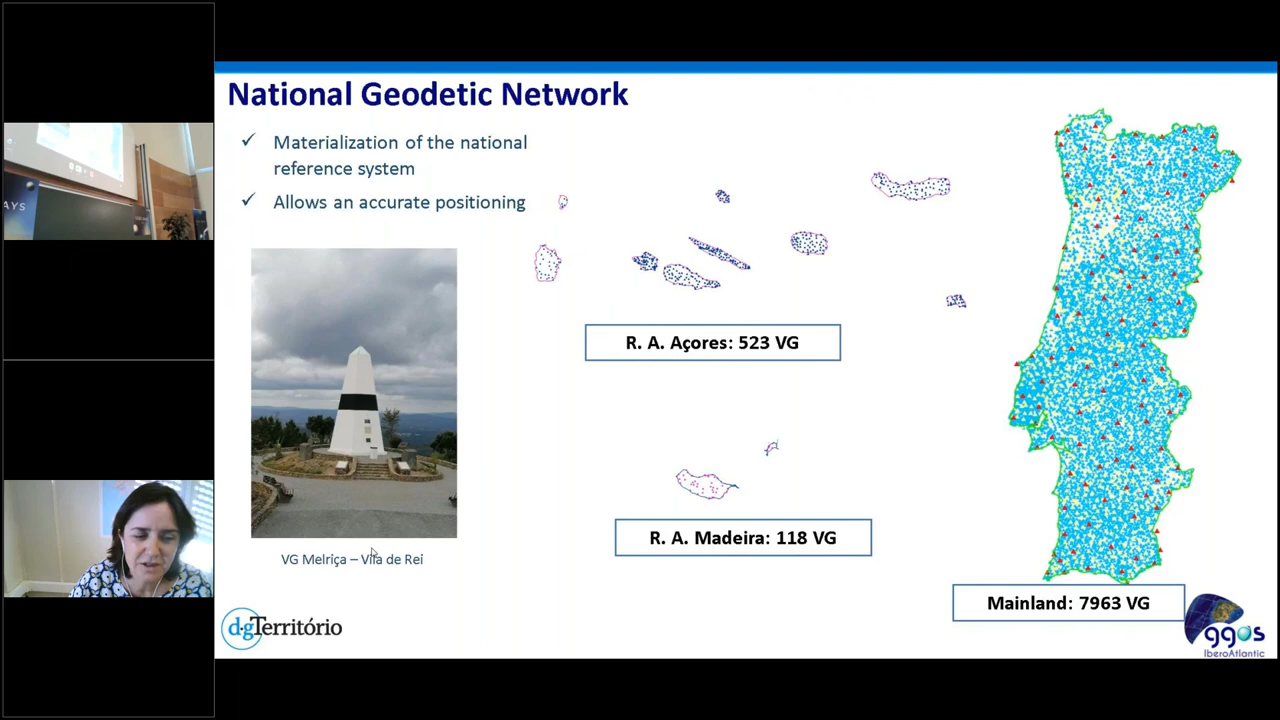 National Geodetic Network
✓ Materialization of the national
reference system
✓ Allows an accurate positioning
R. A. Açores: 523 VG
R. A. Madeira: 118 VG
Mainland: 7963 VG
VG Melriça – Vila de Rei
dgTerritório
ggos
IberoAtlantic
AYS